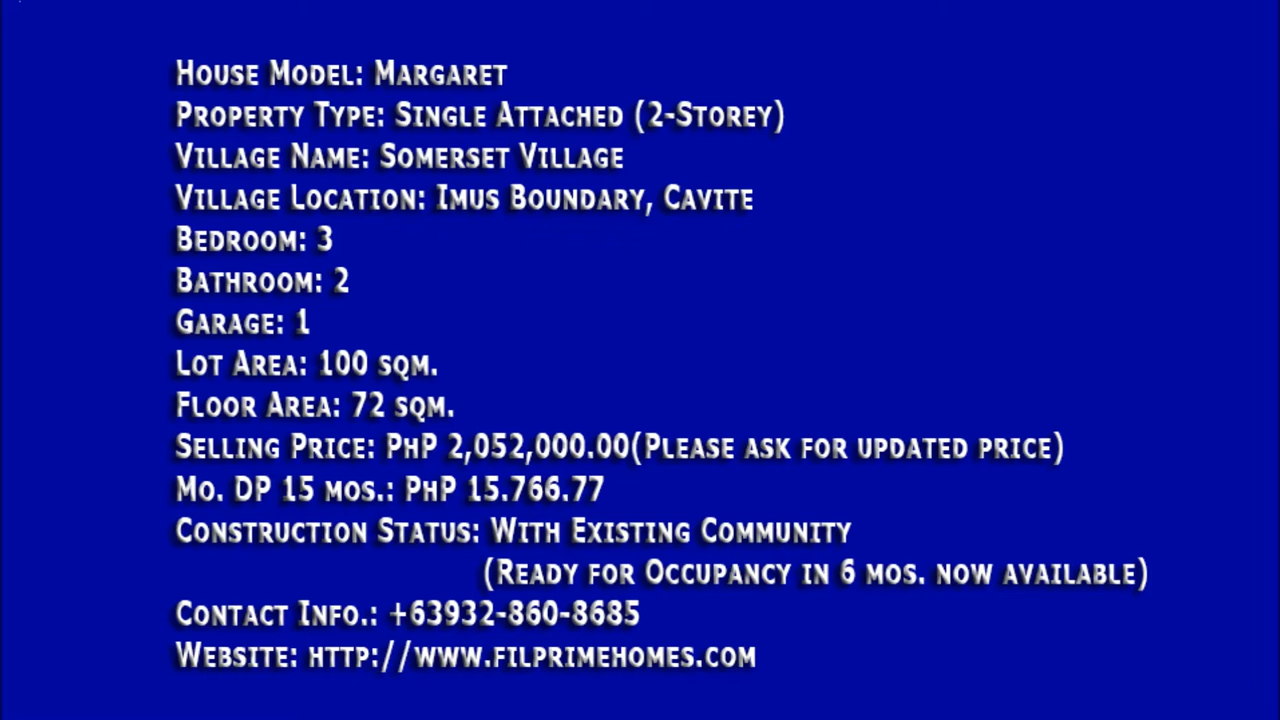 House Model: Margaret
Property Type: Single Attached (2-Storey)
Village Name: Somerset Village
Village Location: Imus Boundary, Cavite
Bedroom: 3
Bathroom: 2
Garage: 1
Lot Area: 100 sqm.
Floor Area: 72 sqm.
Selling Price: PhP 2,052,000.00(Please ask for updated price)
Mo. DP 15 mos.: PhP 15.766.77
Construction Status: With Existing Community
(Ready for Occupancy in 6 mos. now available)
Contact Info.: +63932-860-8685
Website: http://www.filprimehomes.com